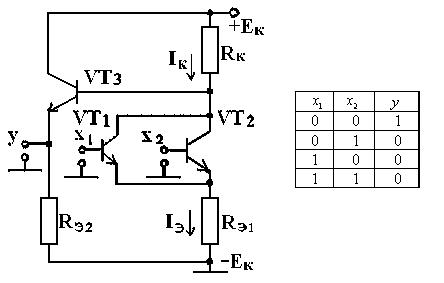 +Eк
Iк
Rк
VT3
VT1
VT2
y
x1
x2
Rэ2
Iэ
Rэ1
-Eк
x1 x2 y
0 0 1
0 1 0
1 0 0
1 1 0